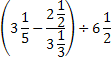 (3 1/5 − (2 1/2)/(3 1/3)) ÷ 6 1/2